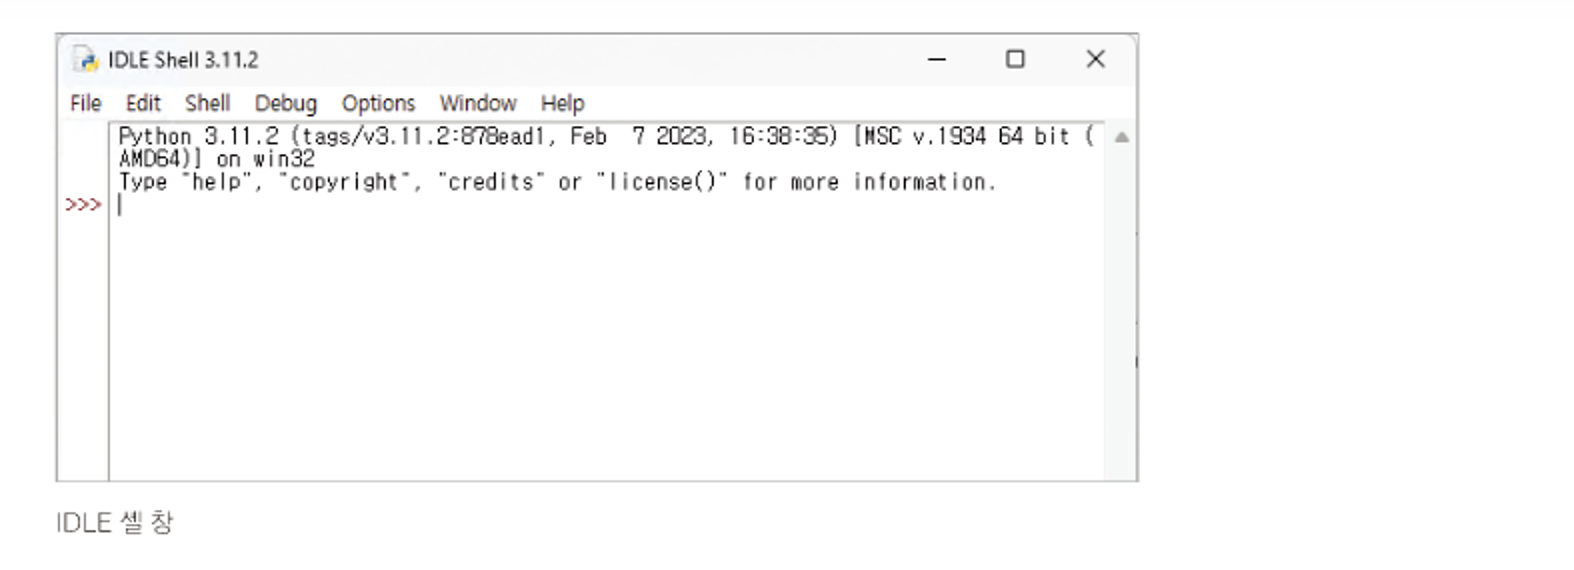 IDLE Shell 3.11.2
File Edit Shell Debug Options Window Help
Python 3.11.2 (tags/v3.11.2:878ead1, Feb  7 2023, 16:38:35) [MSC v.1934 64 bit (
AMD64)] on win32
Type "help", "copyright", "credits" or "license()" for more information.
>>>
IDLE 셸 창